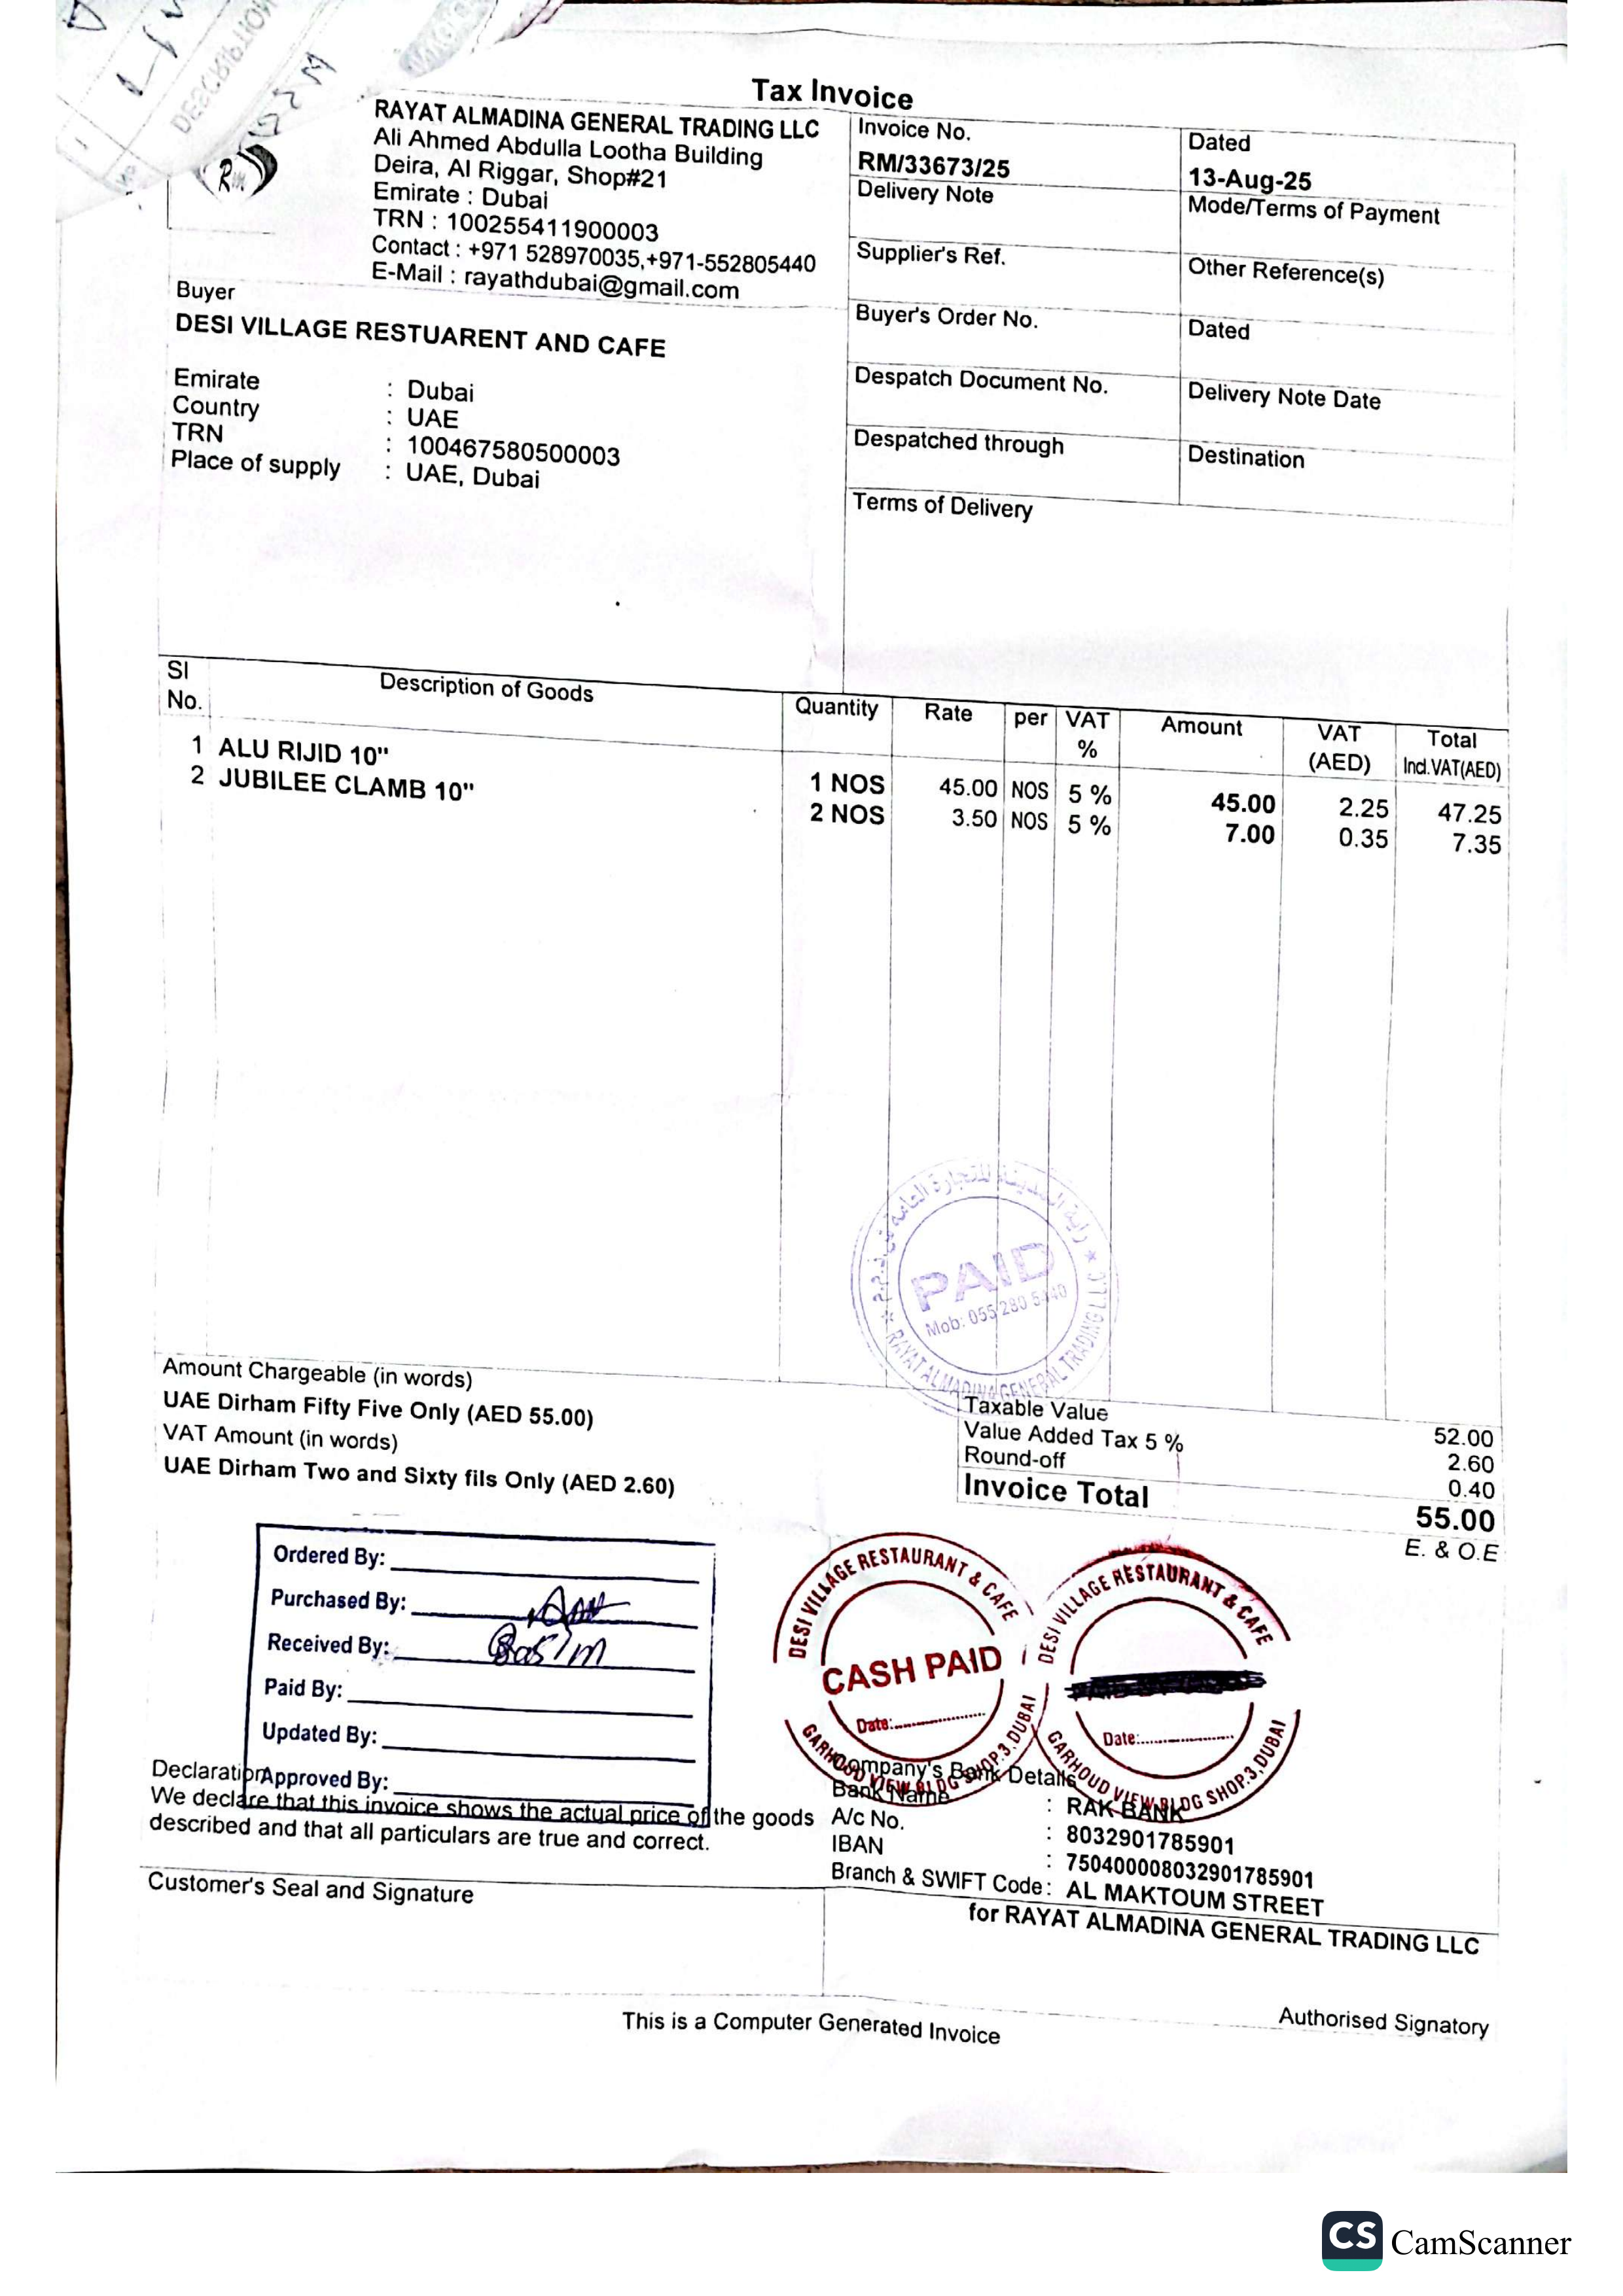 DESCRIPTION
Tax Invoice
RM
RAYAT ALMADINA GENERAL TRADING LLC
Ali Ahmed Abdulla Lootha Building
Deira, Al Riggar, Shop#21
Emirate : Dubai
TRN : 100255411900003
Contact : +971 528970035,+971-552805440
E-Mail : rayathdubai@gmail.com
Invoice No.
RM/33673/25
Dated
13-Aug-25
Delivery Note
Mode/Terms of Payment
Supplier's Ref.
Other Reference(s)
Buyer's Order No.
Dated
Despatch Document No.
Delivery Note Date
Despatched through
Destination
Terms of Delivery
Buyer
DESI VILLAGE RESTUARENT AND CAFE
Emirate : Dubai
Country : UAE
TRN : 100467580500003
Place of supply : UAE, Dubai
SI No. Description of Goods Quantity Rate per VAT % Amount VAT (AED) Total Incl.VAT(AED)
1 ALU RIJID 10" 1 NOS 45.00 NOS 5 % 45.00 2.25 47.25
2 JUBILEE CLAMB 10" 2 NOS 3.50 NOS 5 % 7.00 0.35 7.35
راية المدينة للتجارة العامة ش.ذ.م.م
PAID
Mob: 055 280 5440
RAYAT ALMADINA GENERAL TRADING L.L.C
Amount Chargeable (in words)
UAE Dirham Fifty Five Only (AED 55.00)
VAT Amount (in words)
UAE Dirham Two and Sixty fils Only (AED 2.60)
Taxable Value 52.00
Value Added Tax 5 % 2.60
Round-off 0.40
Invoice Total 55.00
E. & O.E
Ordered By:
Purchased By:
Received By: Basim
Paid By:
Updated By:
Approved By:
DESI VILLAGE RESTAURANT & CAFE
CASH PAID
Date:
GARHOUD VIEW BLDG SHOP.3, DUBAI
DESI VILLAGE RESTAURANT & CAFE
Date:
GARHOUD VIEW BLDG SHOP.3, DUBAI
Declaration
We declare that this invoice shows the actual price of the goods
described and that all particulars are true and correct.
Company's Bank Details
Bank Name : RAK BANK
A/c No. : 8032901785901
IBAN : 750400008032901785901
Branch & SWIFT Code : AL MAKTOUM STREET
Customer's Seal and Signature
for RAYAT ALMADINA GENERAL TRADING LLC
Authorised Signatory
This is a Computer Generated Invoice
CS CamScanner